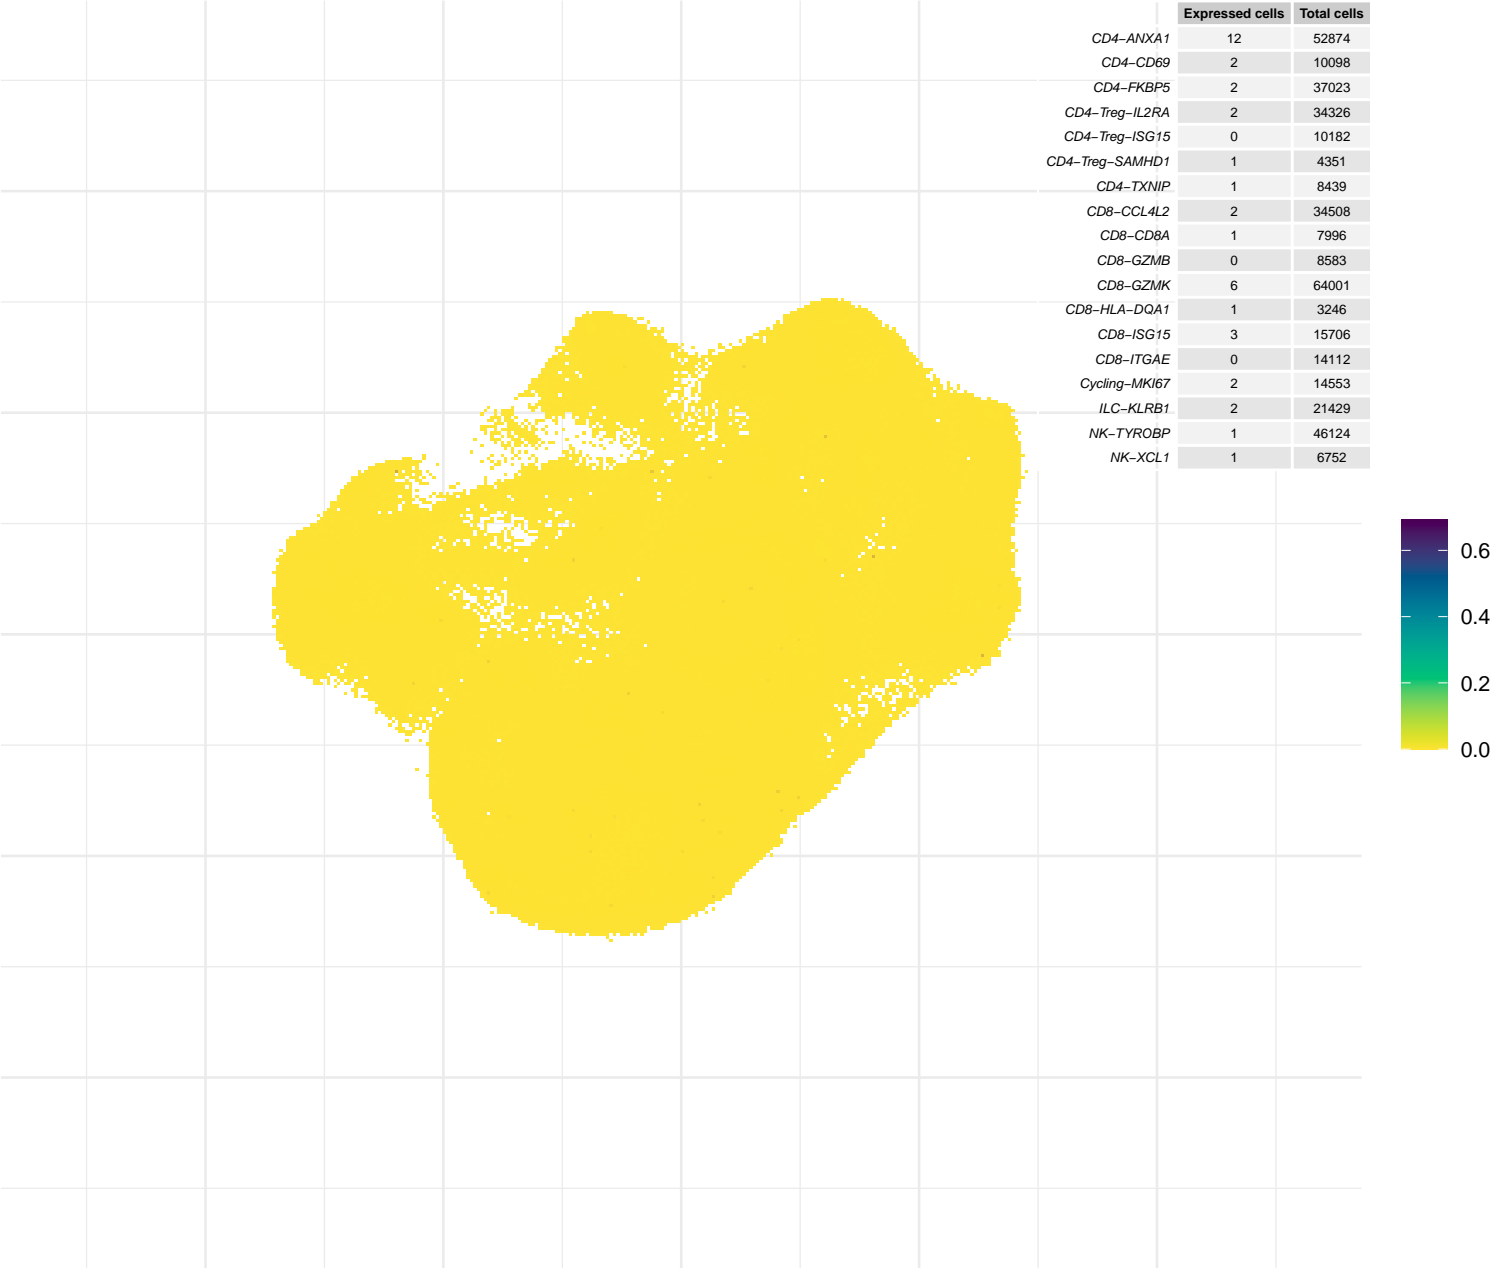 Expressed cells Total cells
CD4−ANXA1 12 52874
CD4−CD69 2 10098
CD4−FKBP5 2 37023
CD4−Treg−IL2RA 2 34326
CD4−Treg−ISG15 0 10182
CD4−Treg−SAMHD1 1 4351
CD4−TXNIP 1 8439
CD8−CCL4L2 2 34508
CD8−CD8A 1 7996
CD8−GZMB 0 8583
CD8−GZMK 6 64001
CD8−HLA−DQA1 1 3246
CD8−ISG15 3 15706
CD8−ITGAE 0 14112
Cycling−MKI67 2 14553
ILC−KLRB1 2 21429
NK−TYROBP 1 46124
NK−XCL1 1 6752
0.6
0.4
0.2
0.0